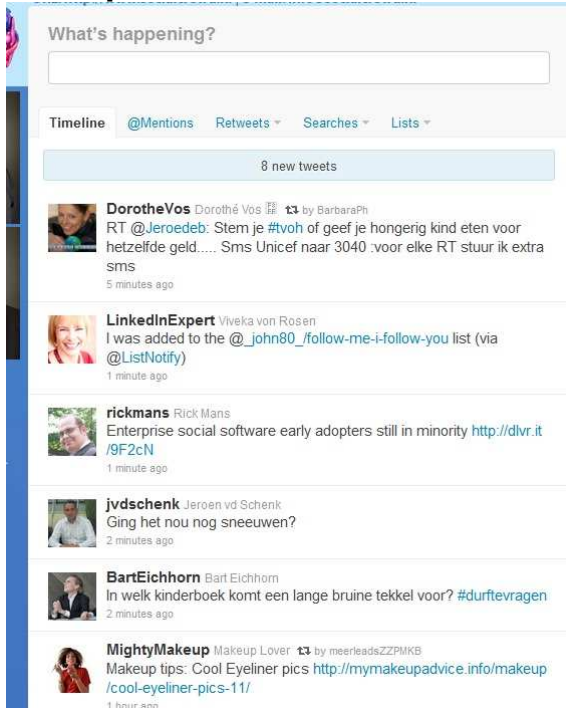 What's happening?
Timeline @Mentions Retweets Searches Lists
8 new tweets
DorotheVos Dorothé Vos by BarbaraPh
RT @Jeroedeb: Stem je #tvoh of geef je hongerig kind eten voor
hetzelfde geld..... Sms Unicef naar 3040 :voor elke RT stuur ik extra
sms
5 minutes ago
LinkedInExpert Viveka von Rosen
I was added to the @_john80_/follow-me-i-follow-you list (via
@ListNotify)
1 minute ago
rickmans Rick Mans
Enterprise social software early adopters still in minority http://dlvr.it
/9F2cN
1 minute ago
jvdschenk Jeroen vd Schenk
Ging het nou nog sneeuwen?
2 minutes ago
BartEichhorn Bart Eichhorn
In welk kinderboek komt een lange bruine tekkel voor? #durftevragen
2 minutes ago
MightyMakeup Makeup Lover by meerleadsZZPMKB
Makeup tips: Cool Eyeliner pics http://mymakeupadvice.info/makeup
/cool-eyeliner-pics-11/
1 hour ago